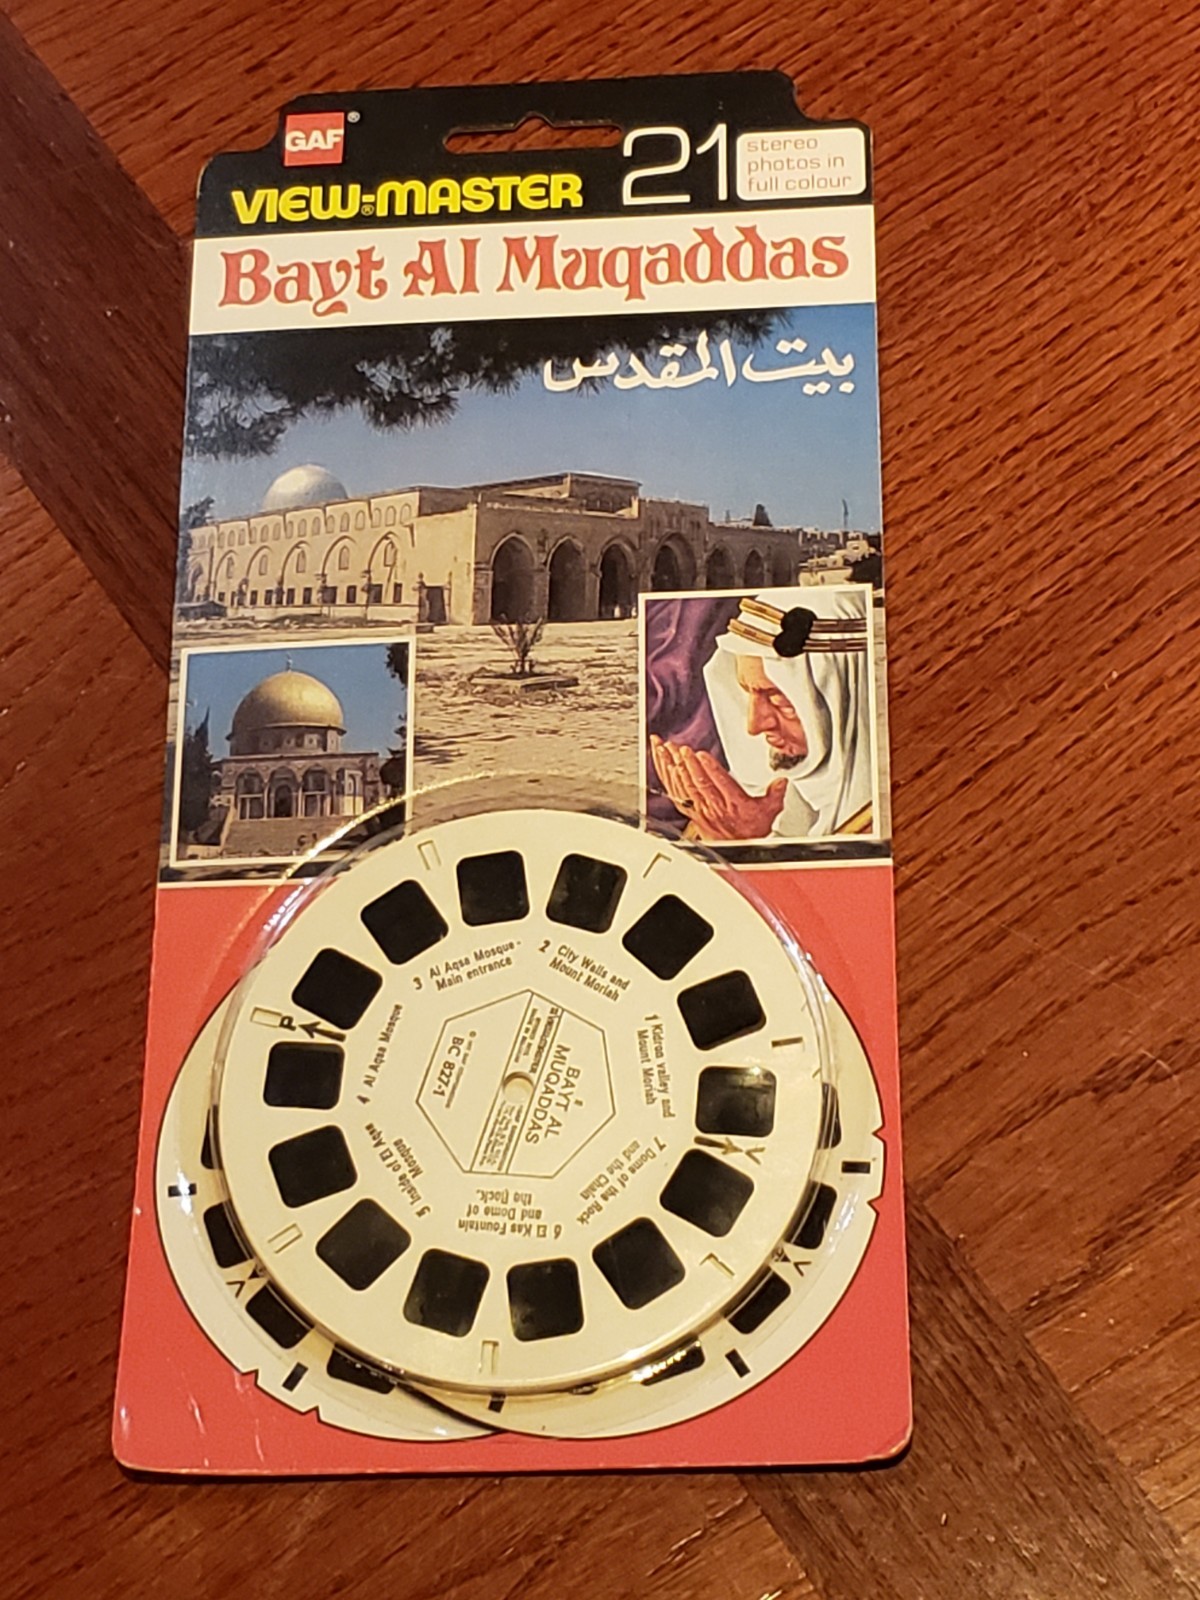 GAF®
VIEW-MASTER®
21
stereo
photos in
full colour
Bayt Al Muqaddas
بيت المقدس
1 Kidron valley and
Mount Moriah
2 City Walls and
Mount Moriah
3 Al Aqsa Mosque -
Main entrance
4 Al Aqsa Mosque
5 Inside of El Aqsa
Mosque
6 El Kas Fountain
and Dome of
the Rock.
7 Dome of the Rock
and the Chain
BAYT AL
MUQADDAS
BC 827-1